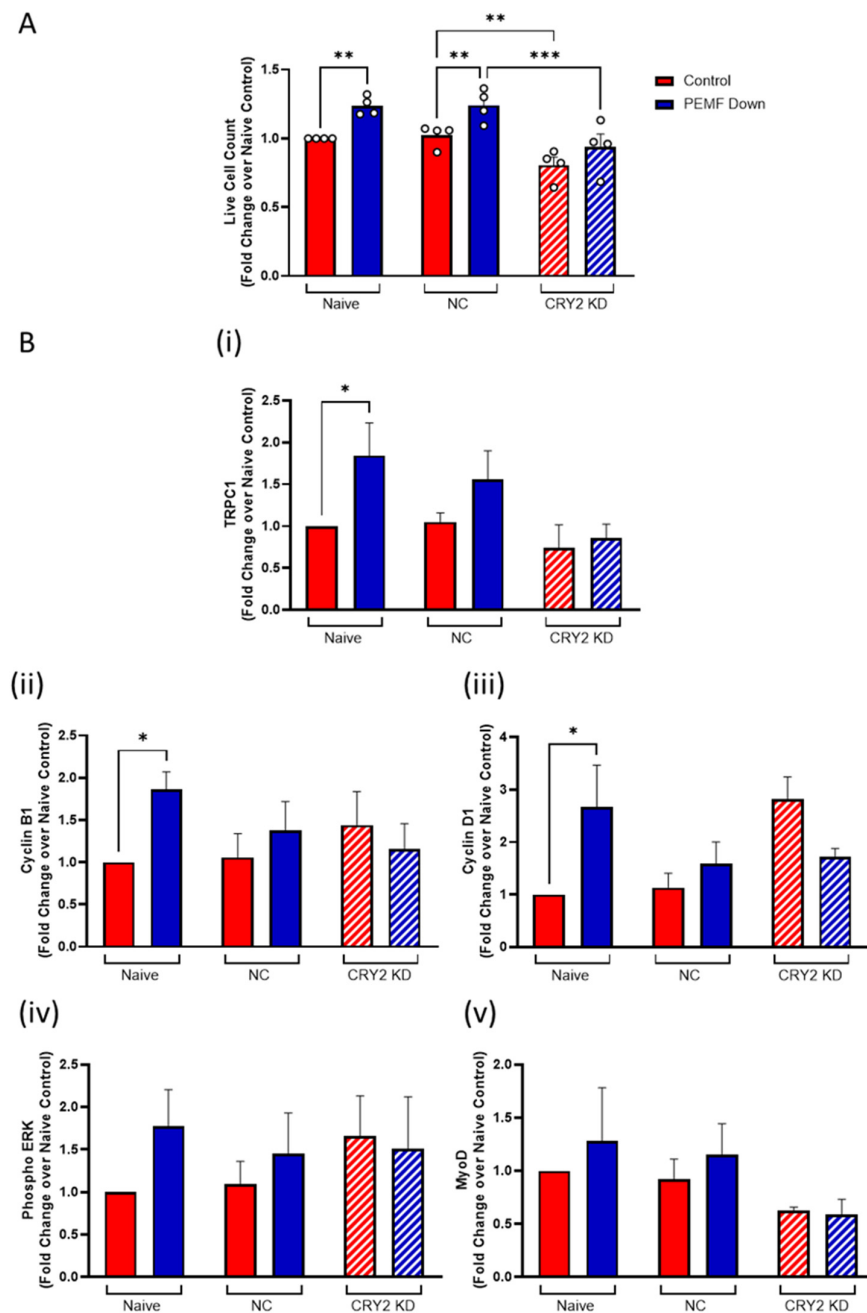 A
** 
** ** ***
Control
PEMF Down
Live Cell Count
(Fold Change over Naive Control)
1.5
1.0
0.5
0.0
Naive NC CRY2 KD
B
(i)
*
TRPC1
(Fold Change over Naive Control)
2.5
2.0
1.5
1.0
0.5
0.0
Naive NC CRY2 KD
(ii)
*
Cyclin B1
(Fold Change over Naive Control)
2.5
2.0
1.5
1.0
0.5
0.0
Naive NC CRY2 KD
(iii)
*
Cyclin D1
(Fold Change over Naive Control)
4
3
2
1
0
Naive NC CRY2 KD
(iv)
Phospho ERK
(Fold Change over Naive Control)
2.5
2.0
1.5
1.0
0.5
0.0
Naive NC CRY2 KD
(v)
MyoD
(Fold Change over Naive Control)
2.0
1.5
1.0
0.5
0.0
Naive NC CRY2 KD